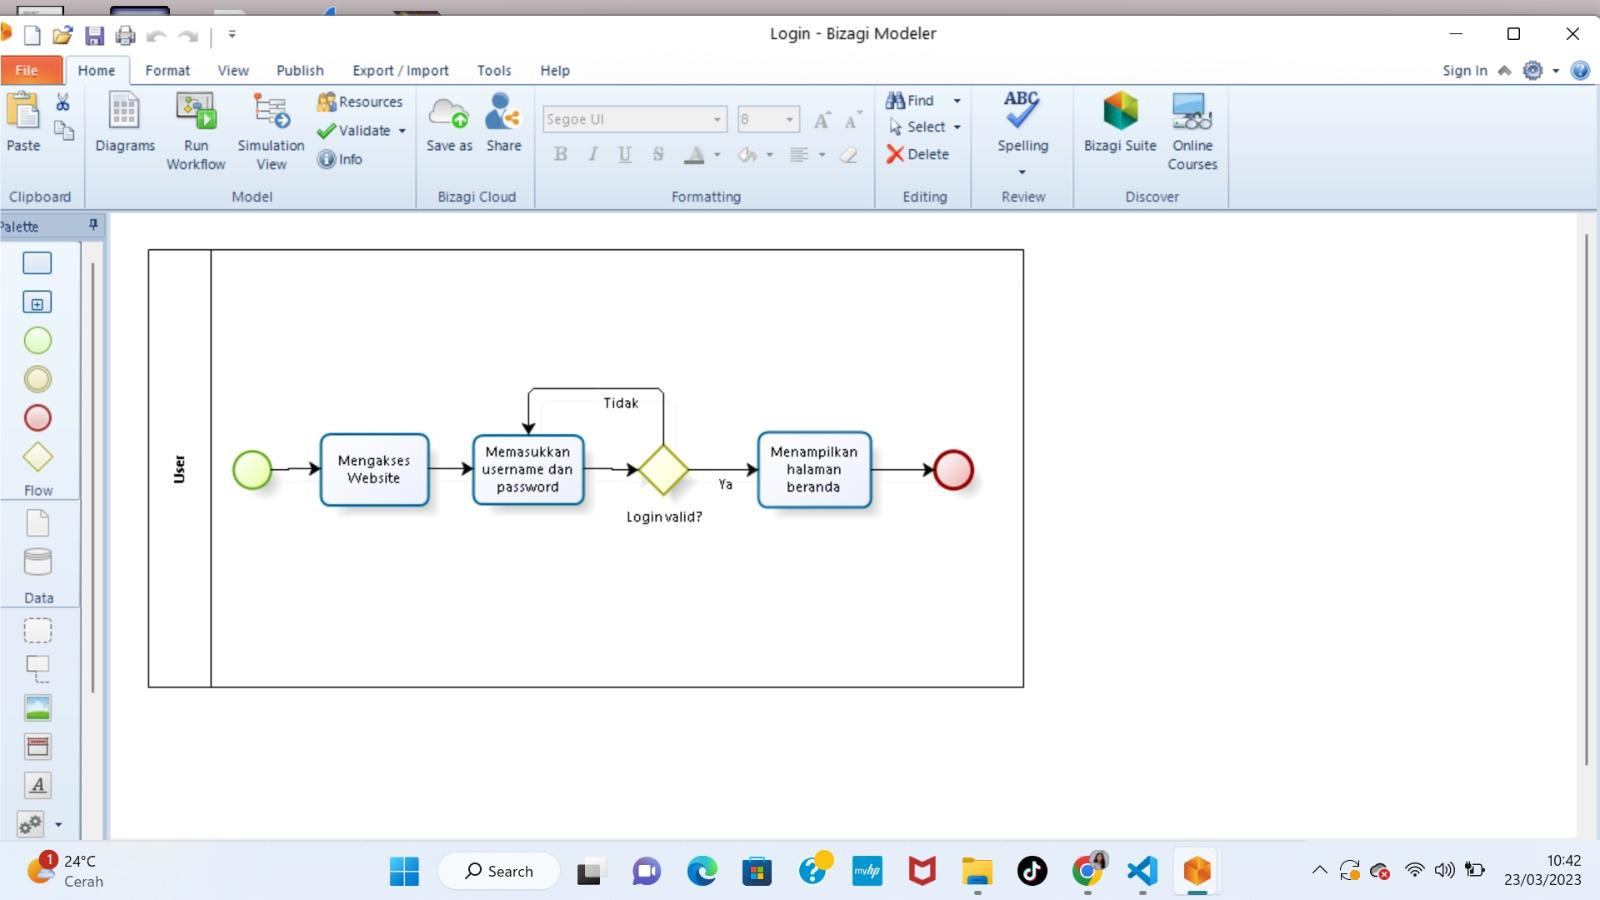 Login - Bizagi Modeler
File Home Format View Publish Export / Import Tools Help Sign In
Paste
Clipboard
Diagrams
Run
Workflow
Simulation
View
Resources
Validate
Info
Model
Save as
Share
Bizagi Cloud
Segoe UI 8 A A
B I U S A
Formatting
Find
Select
Delete
Editing
ABC
Spelling
Review
Bizagi Suite
Online
Courses
Discover
Palette
Flow
Data
A
User
Mengakses
Website
Memasukkan
username dan
password
Tidak
Login valid?
Ya
Menampilkan
halaman
beranda
1
24°C
Cerah
Search
myhp
10:42
23/03/2023